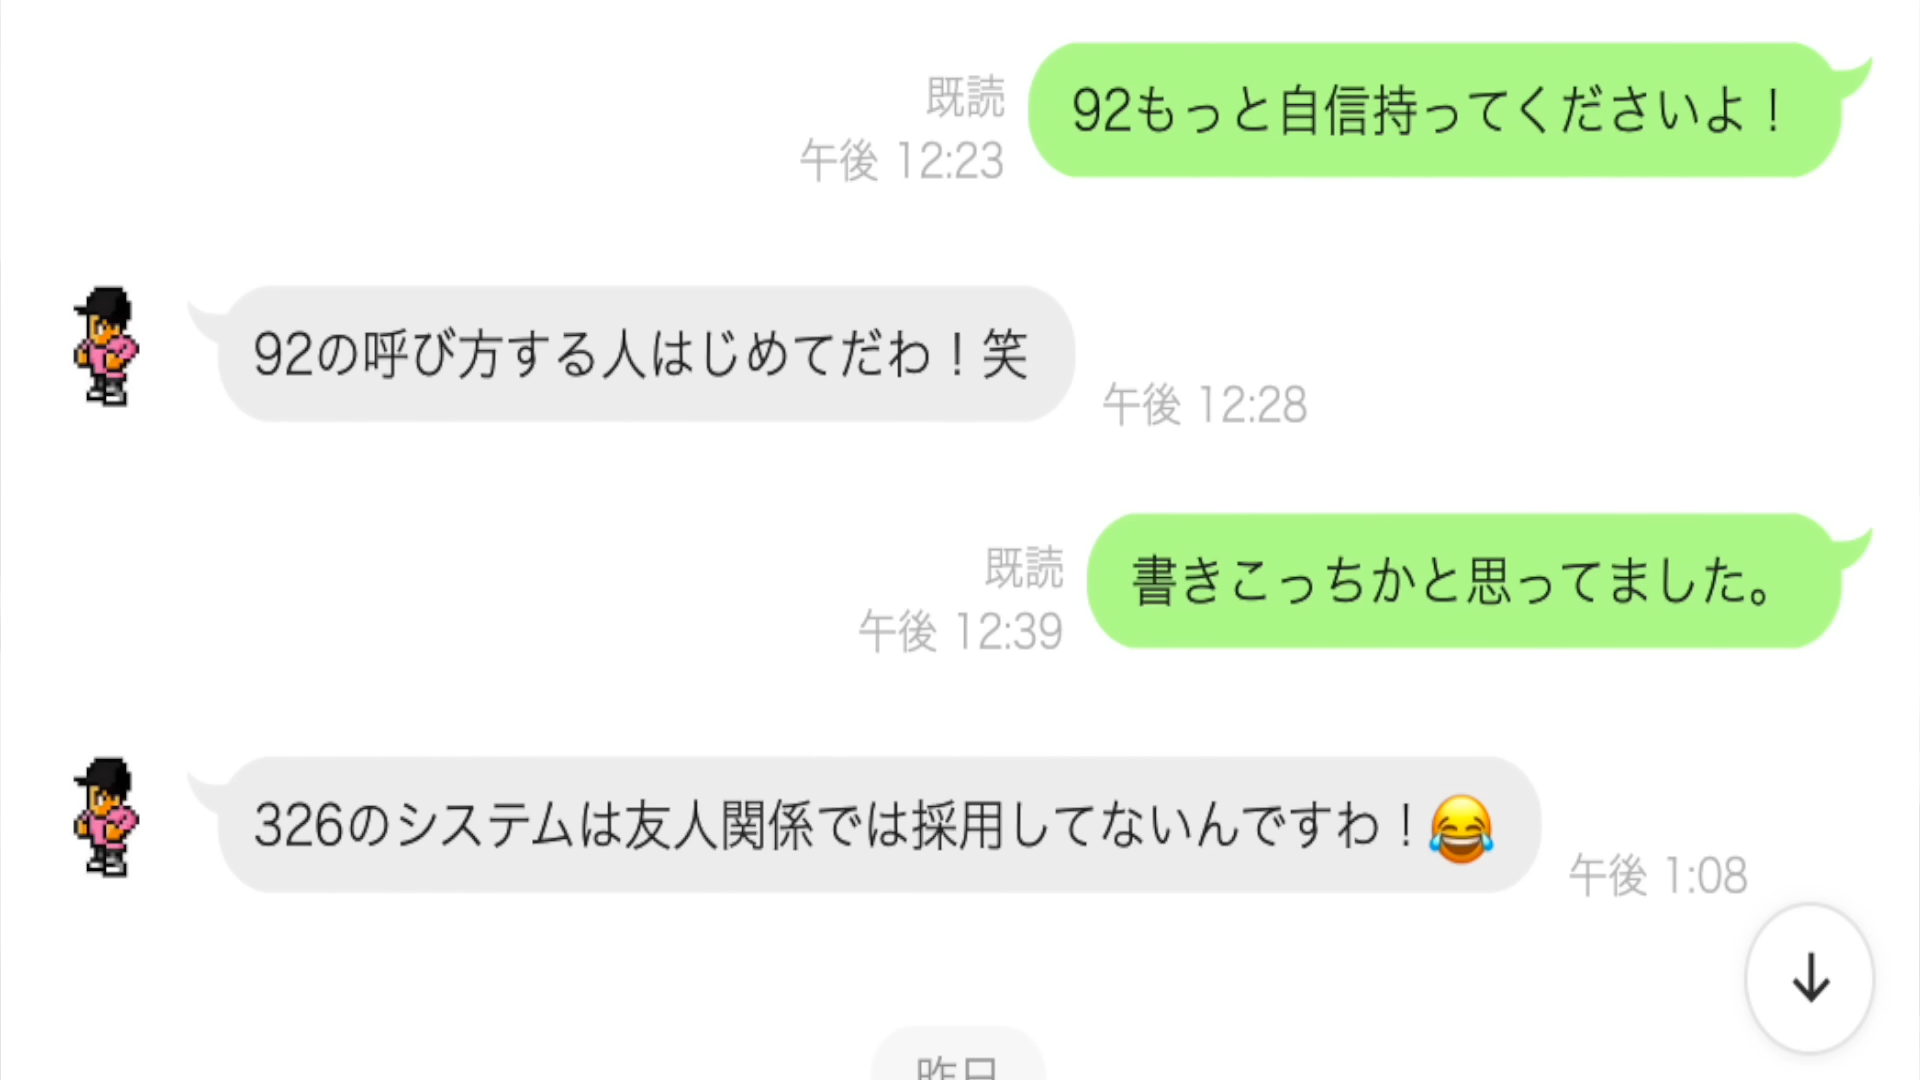 既読
午後 12:23
92もっと自信持ってくださいよ！
92の呼び方する人はじめてだわ！笑
午後 12:28
既読
午後 12:39
書きこっちかと思ってました。
326のシステムは友人関係では採用してないんですわ！😂
午後 1:08
昨日